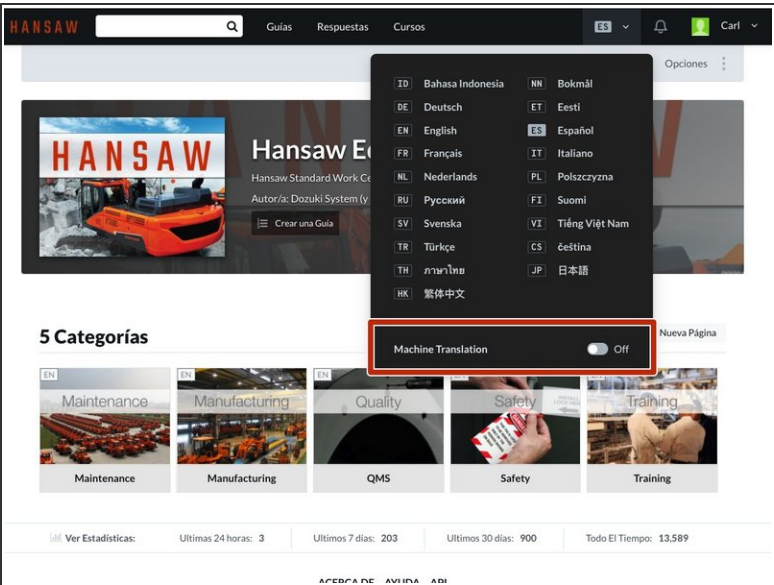 HANSAW Guías Respuestas Cursos ES Carl
Opciones
ID Bahasa Indonesia NN Bokmål
DE Deutsch ET Eesti
EN English ES Español
FR Français IT Italiano
NL Nederlands PL Polszczyzna
RU Русский FI Suomi
SV Svenska VI Tiếng Việt Nam
TR Türkçe CS čeština
TH ภาษาไทย JP 日本語
HK 繁体中文
Machine Translation Off
HANSAW
Hansaw
Hansaw Standard Work
Autor/a: Dozuki System
Crear una Guía
5 Categorías
Nueva Página
EN EN EN
Maintenance Manufacturing Quality Safety Training
Maintenance Manufacturing QMS Safety Training
Ver Estadísticas: Ultimas 24 horas: 3 Ultimos 7 días: 203 Ultimos 30 días: 900 Todo El Tiempo: 13,589
ACERCA DE AYUDA API